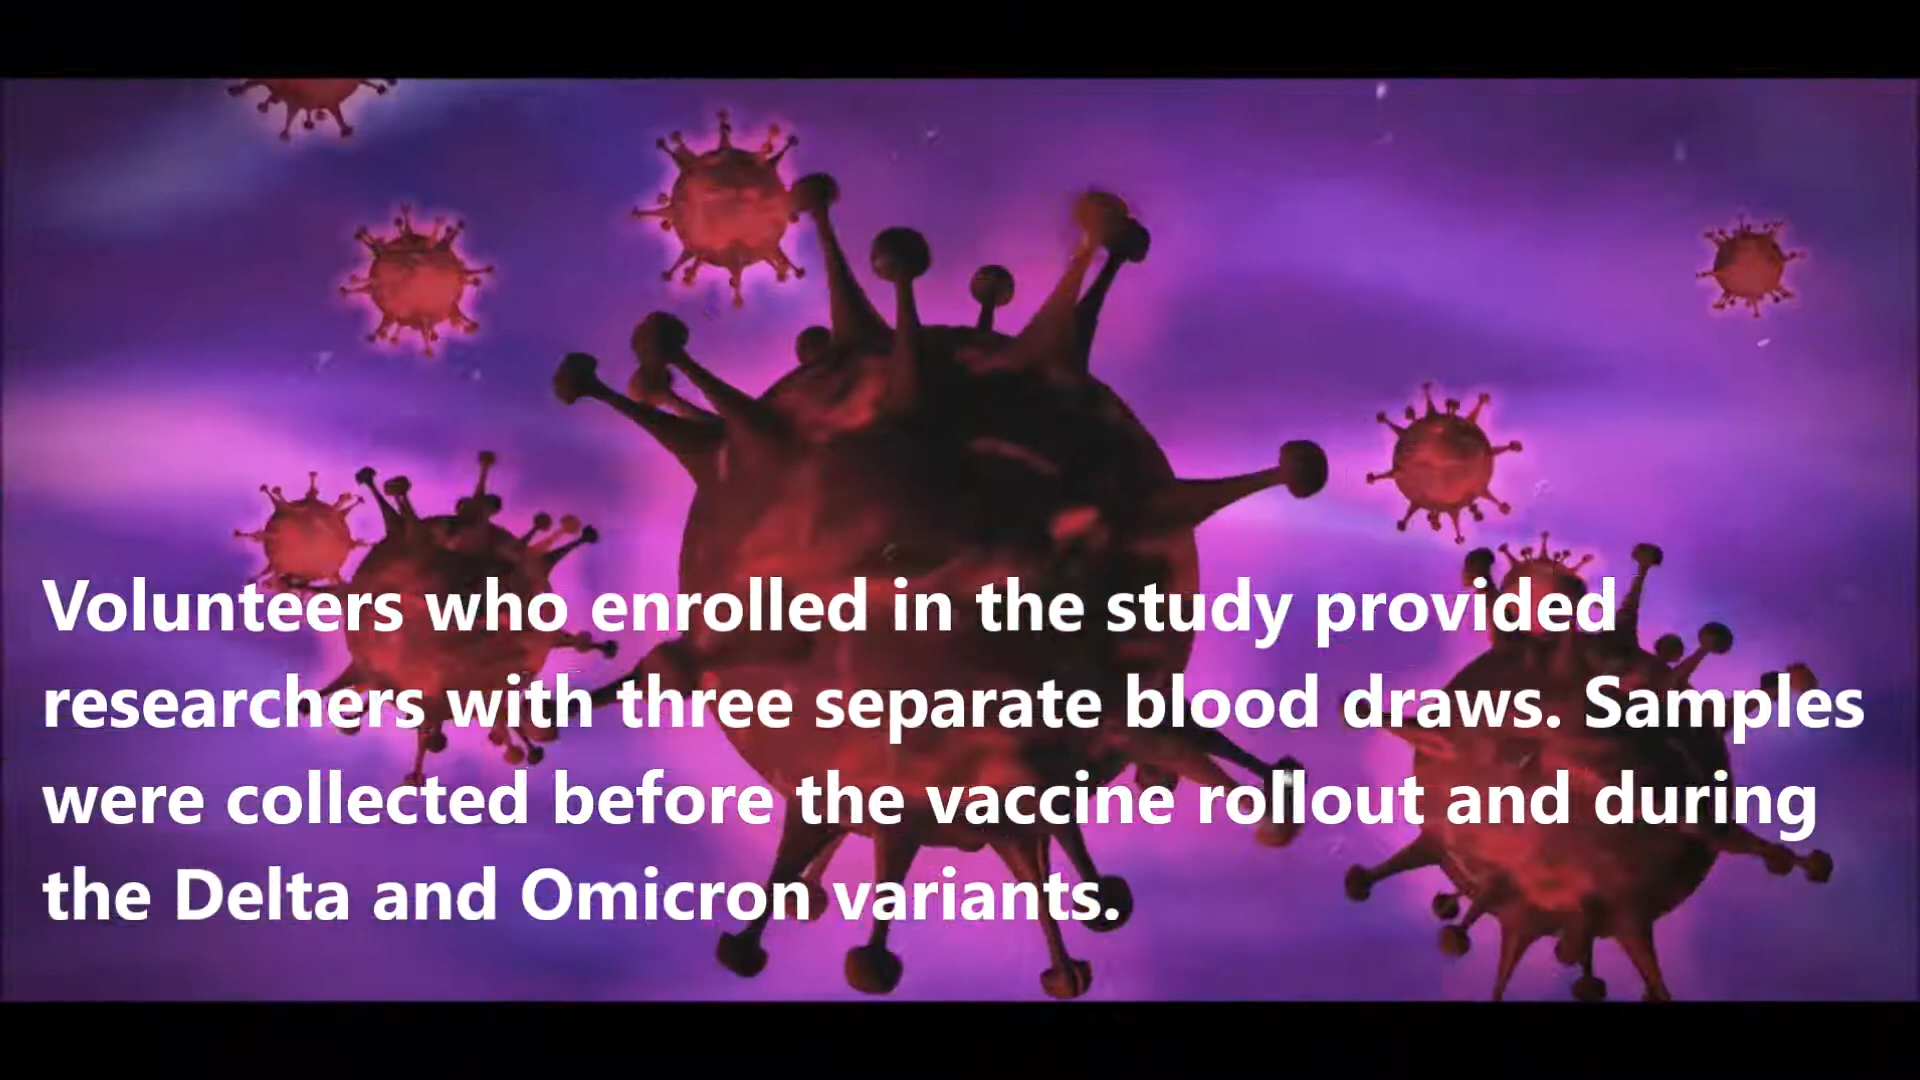 Volunteers who enrolled in the study provided
researchers with three separate blood draws. Samples
were collected before the vaccine rollout and during
the Delta and Omicron variants.